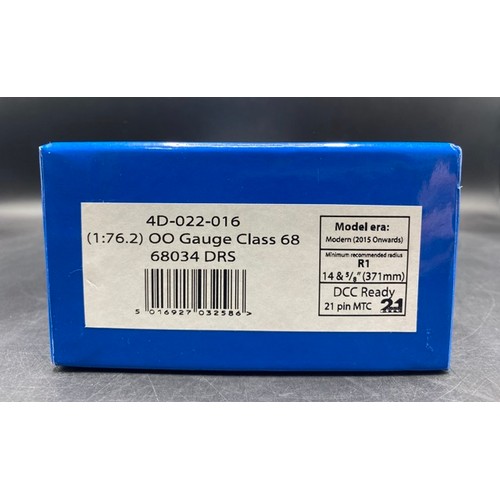 4D-022-016
(1:76.2) OO Gauge Class 68
68034 DRS
5 016927 032586 >
Model era:
Modern (2015 Onwards)
Minimum recommended radius
R1
14 & 5/8" (371mm)
DCC Ready
21 pin MTC 21